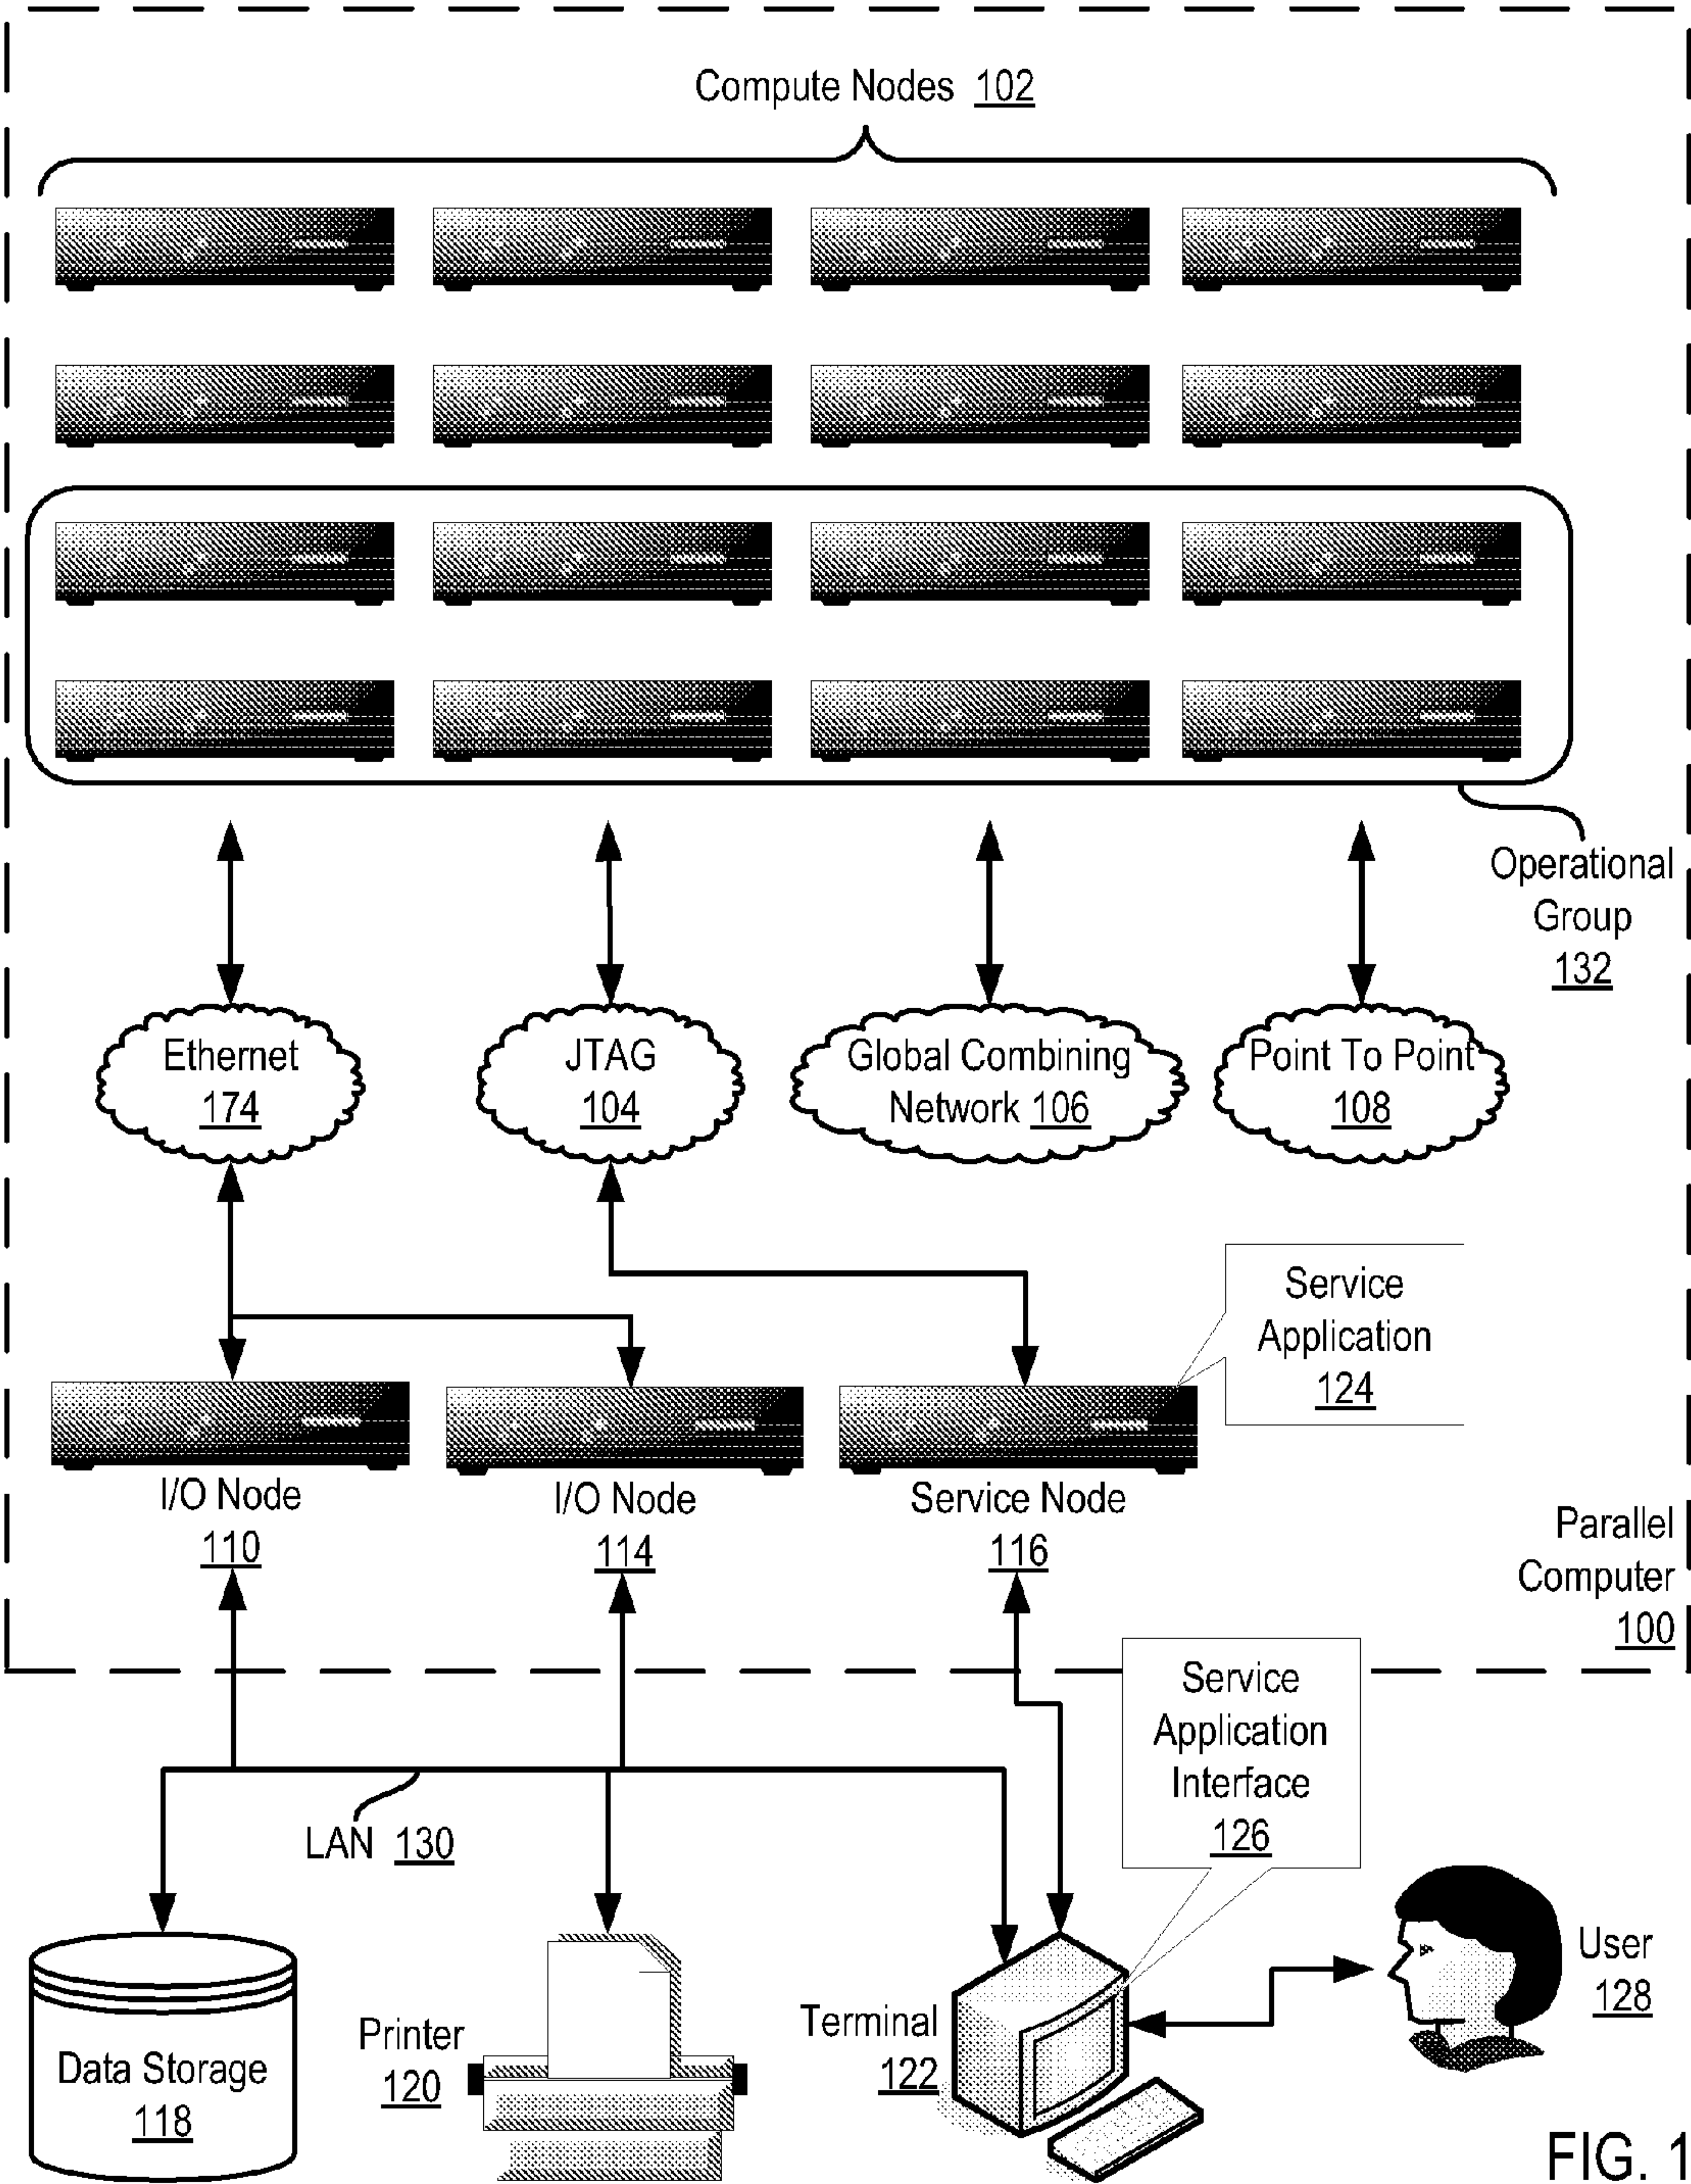 Compute Nodes 102
Operational
Group
132
Ethernet
174
JTAG
104
Global Combining
Network 106
Point To Point
108
Service
Application
124
I/O Node
110
I/O Node
114
Service Node
116
Parallel
Computer
100
Service
Application
Interface
126
LAN 130
Data Storage
118
Printer
120
Terminal
122
User
128
FIG. 1